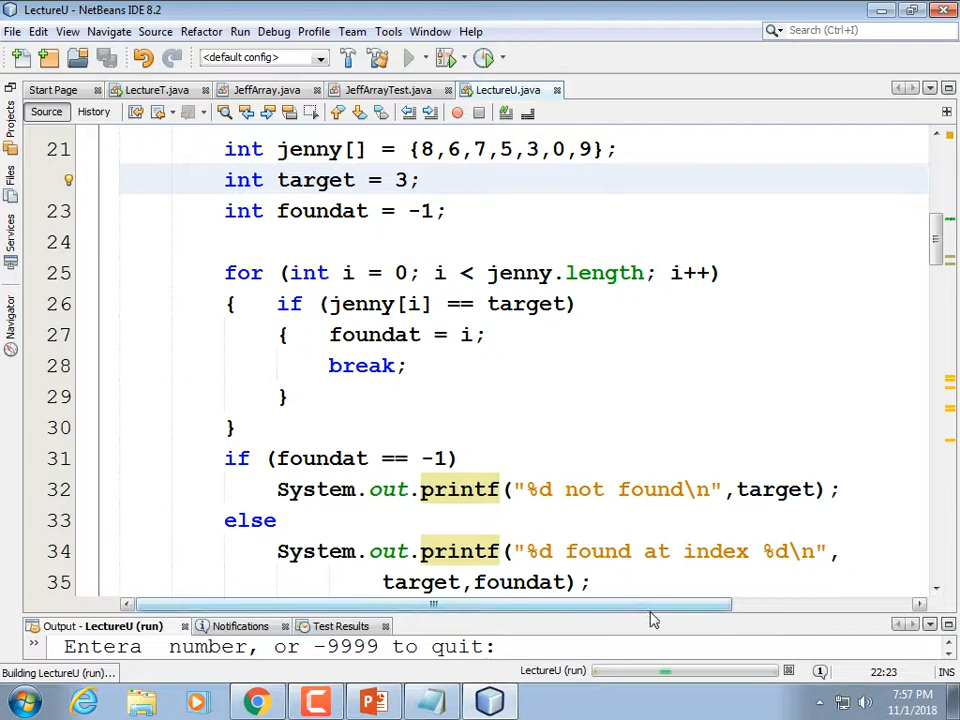 LectureU - NetBeans IDE 8.2
File Edit View Navigate Source Refactor Run Debug Profile Team Tools Window Help
Search (Ctrl+I)
<default config>
Start Page LectureT.java JeffArray.java JeffArrayTest.java LectureU.java
Source History
Projects
Files
Services
Navigator
21 int jenny[] = {8,6,7,5,3,0,9};
int target = 3;
23 int foundat = -1;
24
25 for (int i = 0; i < jenny.length; i++)
26 { if (jenny[i] == target)
27 { foundat = i;
28 break;
29 }
30 }
31 if (foundat == -1)
32 System.out.printf("%d not found\n",target);
33 else
34 System.out.printf("%d found at index %d\n",
35 target,foundat);
Output - LectureU (run) Notifications Test Results
Entera number, or -9999 to quit:
Building LectureU (run)... LectureU (run) 22:23 INS
7:57 PM
11/1/2018